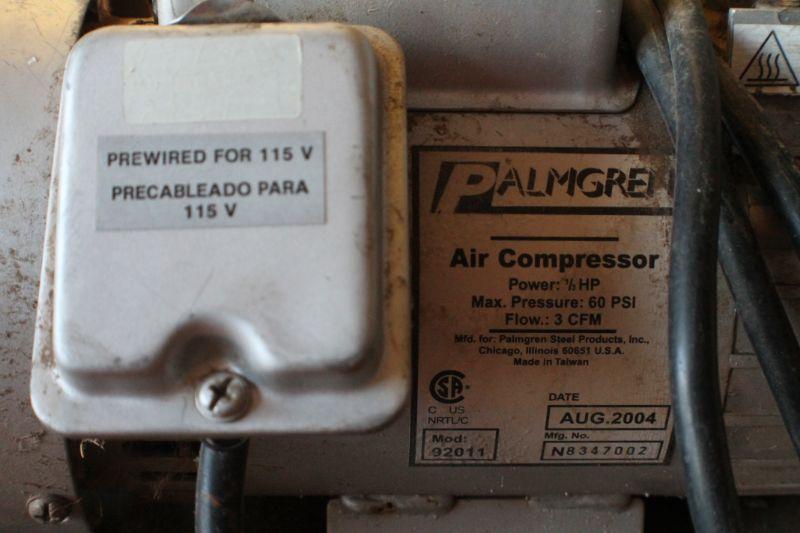 PREWIRED FOR 115 V
PRECABLEADO PARA
115 V
PALMGREN
Air Compressor
Power: ⅓ HP
Max. Pressure: 60 PSI
Flow.: 3 CFM
Mfd. for: Palmgren Steel Products, Inc.,
Chicago, Illinois 60651 U.S.A.
Made in Taiwan
C US
NRTL/C
Mod:
92011
DATE
AUG.2004
Mfg. No.
N8347002